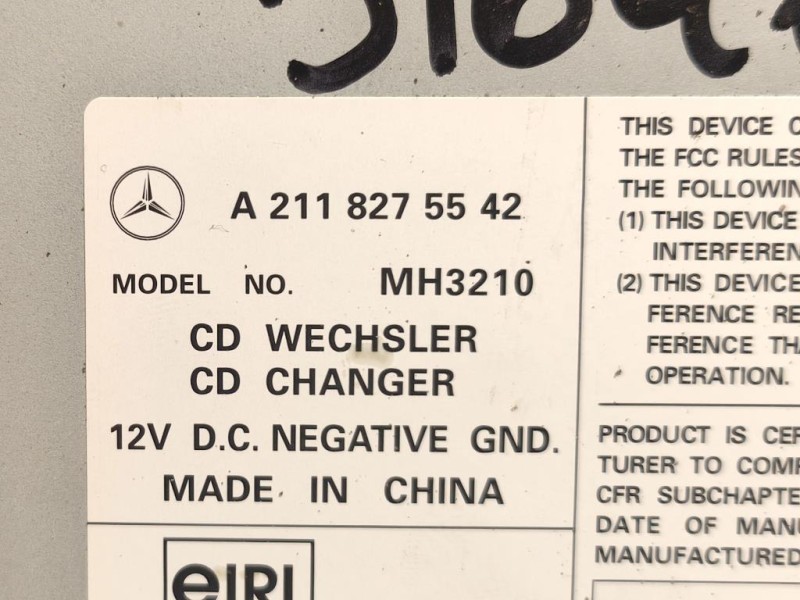 A 211 827 55 42
MODEL NO. MH3210
CD WECHSLER
CD CHANGER
12V D.C. NEGATIVE GND.
MADE IN CHINA
THIS DEVICE
THE FCC RULES
THE
(1) THIS DEVICE
(2) THIS DEVICE
FERENCE
FERENCE
OPERATION.
PRODUCT IS
TURER TO
CFR
DATE OF
MANUFACTURED